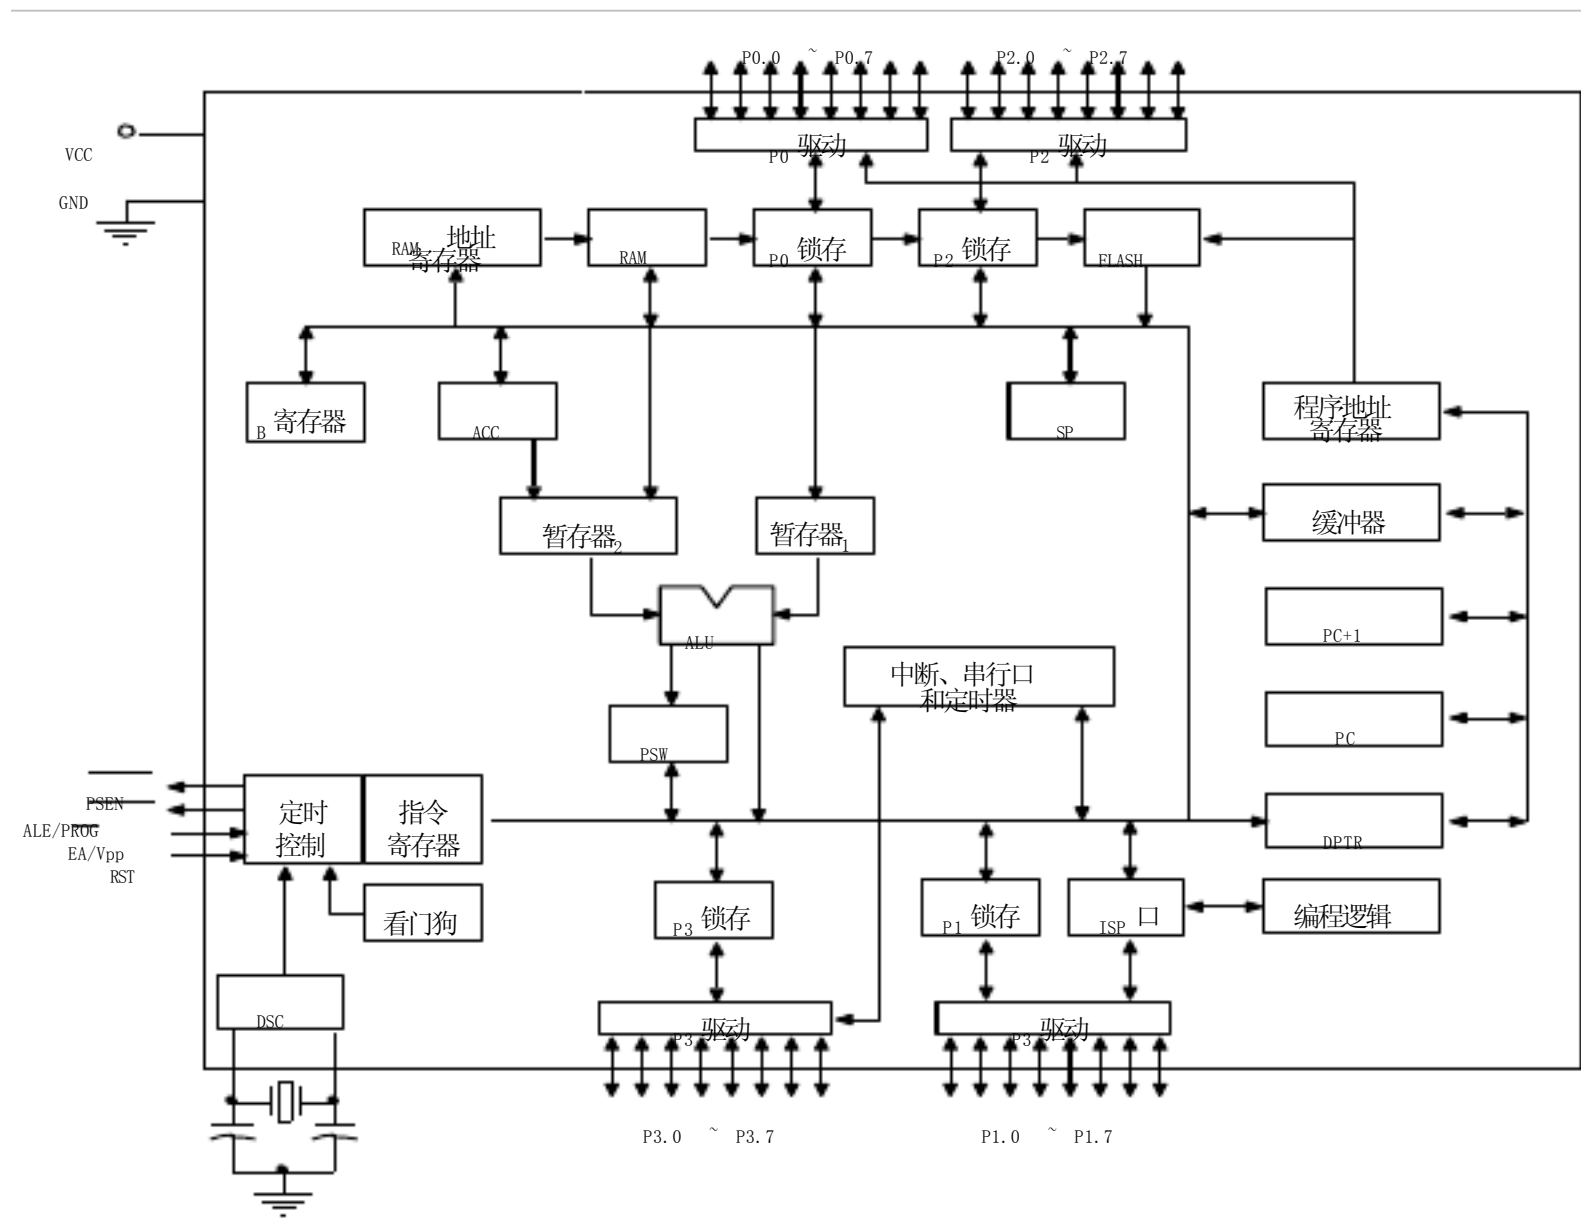 P0.0 ~ P0.7
P2.0 ~ P2.7
VCC
GND
P0 驱动
P2 驱动
RAM 地址
寄存器
RAM
P0 锁存
P2 锁存
FLASH
B 寄存器
ACC
SP
程序地址
寄存器
暂存器2
暂存器1
缓冲器
ALU
PC+1
中断、串行口
和定时器
PSW
PC
PSEN
ALE/PROG
EA/Vpp
RST
定时
控制
指令
寄存器
DPTR
看门狗
P3 锁存
P1 锁存
ISP 口
编程逻辑
DSC
P3 驱动
P3 驱动
P3.0 ~ P3.7
P1.0 ~ P1.7